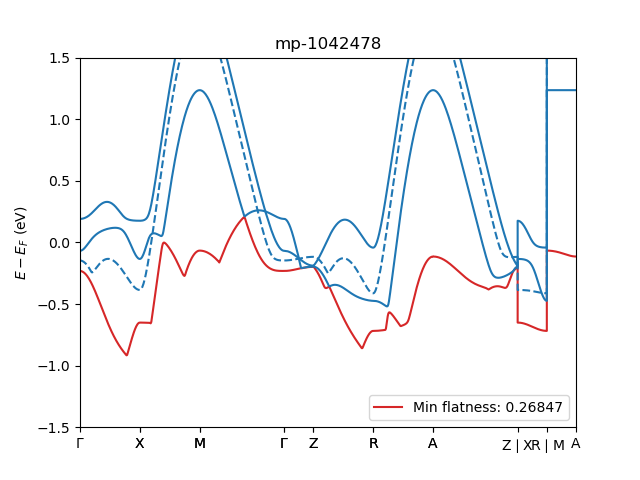 mp-1042478
E − E_F (eV)
1.5
1.0
0.5
0.0
−0.5
−1.0
−1.5
Min flatness: 0.26847
Γ X M Γ Z R A Z | XR | M A